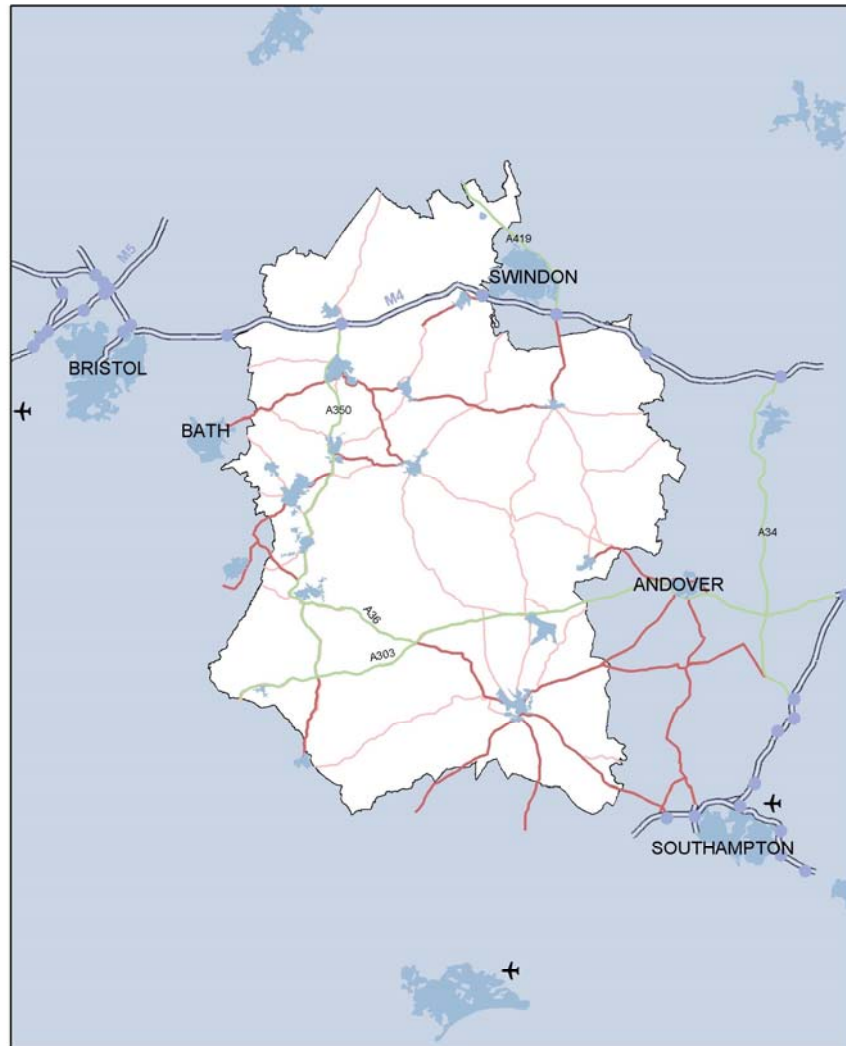 M5
A419
SWINDON
M4
BRISTOL
A350
BATH
A34
ANDOVER
A36
A303
SOUTHAMPTON